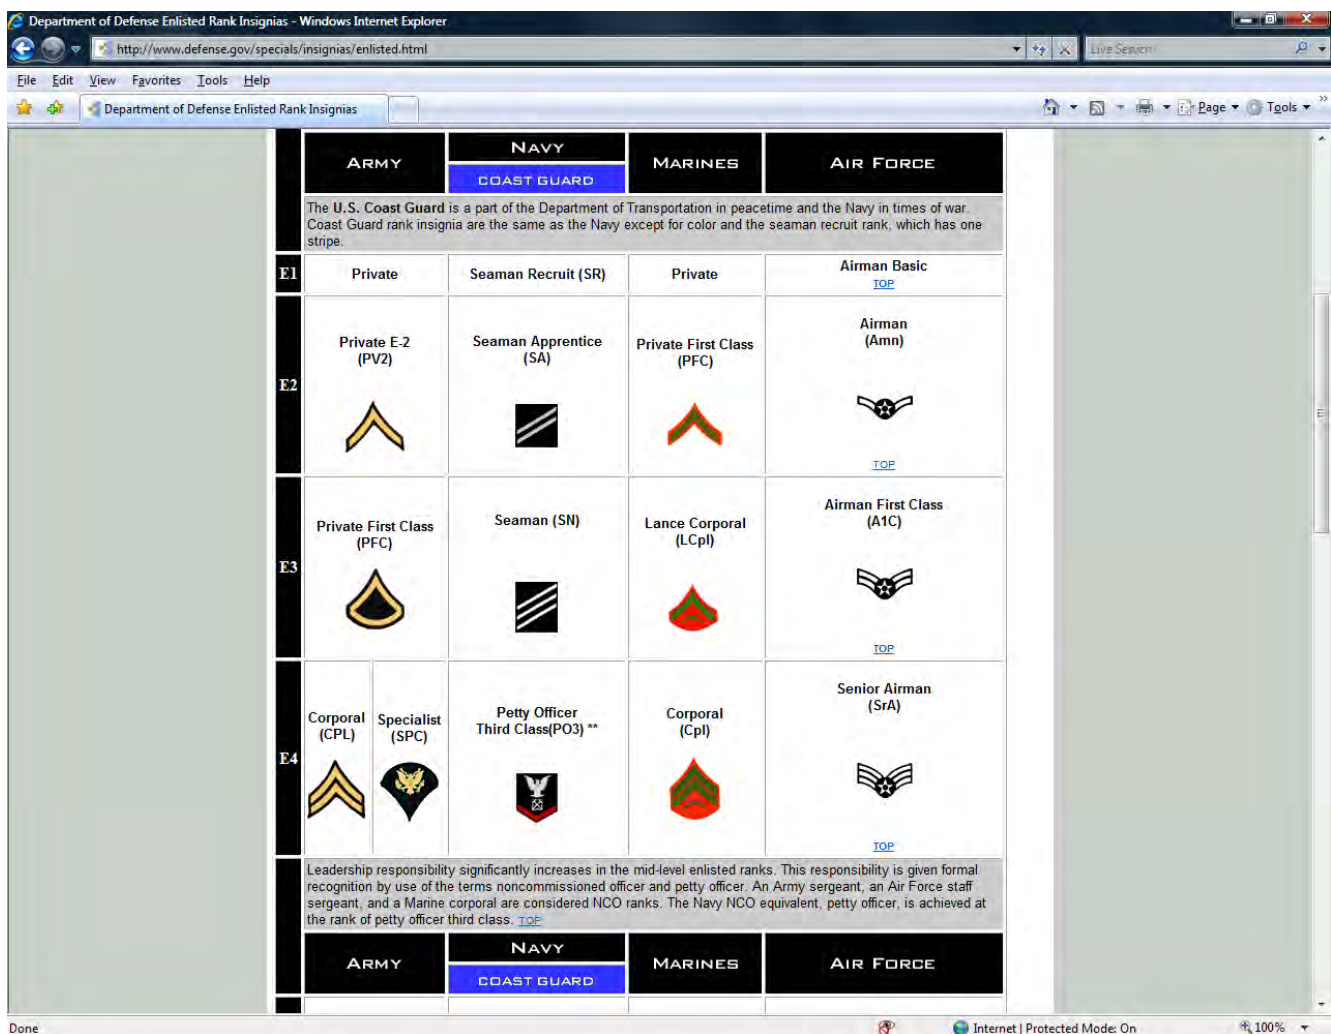 Department of Defense Enlisted Rank Insignias - Windows Internet Explorer
http://www.defense.gov/specials/insignias/enlisted.html
Live Search
File Edit View Favorites Tools Help
Department of Defense Enlisted Rank Insignias
Page Tools
ARMY
NAVY
COAST GUARD
MARINES
AIR FORCE
The U.S. Coast Guard is a part of the Department of Transportation in peacetime and the Navy in times of war.
Coast Guard rank insignia are the same as the Navy except for color and the seaman recruit rank, which has one
stripe.
E1
Private
Seaman Recruit (SR)
Private
Airman Basic
TOP
E2
Private E-2
(PV2)
Seaman Apprentice
(SA)
Private First Class
(PFC)
Airman
(Amn)
TOP
E3
Private First Class
(PFC)
Seaman (SN)
Lance Corporal
(LCpl)
Airman First Class
(A1C)
TOP
E4
Corporal
(CPL)
Specialist
(SPC)
Petty Officer
Third Class(PO3) **
Corporal
(Cpl)
Senior Airman
(SrA)
TOP
Leadership responsibility significantly increases in the mid-level enlisted ranks. This responsibility is given formal
recognition by use of the terms noncommissioned officer and petty officer. An Army sergeant, an Air Force staff
sergeant, and a Marine corporal are considered NCO ranks. The Navy NCO equivalent, petty officer, is achieved at
the rank of petty officer third class. TOP
ARMY
NAVY
COAST GUARD
MARINES
AIR FORCE
Done
Internet | Protected Mode: On
100%